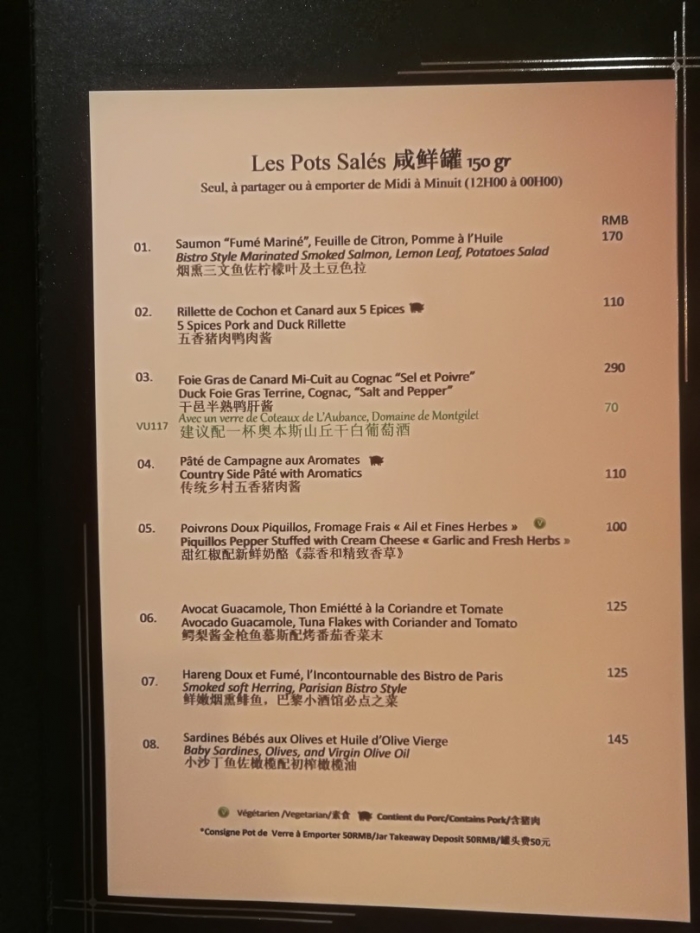 Les Pots Salés 咸鲜罐 150 gr
Seul, à partager ou à emporter de Midi à Minuit (12H00 à 00H00)
RMB
01. Saumon “Fumé Mariné”, Feuille de Citron, Pomme à l’Huile 170
Bistro Style Marinated Smoked Salmon, Lemon Leaf, Potatoes Salad
烟熏三文鱼佐柠檬叶及土豆色拉
02. Rillette de Cochon et Canard aux 5 Epices 110
5 Spices Pork and Duck Rillette
五香猪肉鸭肉酱
03. Foie Gras de Canard Mi-Cuit au Cognac “Sel et Poivre” 290
Duck Foie Gras Terrine, Cognac, “Salt and Pepper”
干邑半熟鸭肝酱
Avec un verre de Coteaux de L'Aubance, Domaine de Montgilet 70
VU117 建议配一杯奥本斯山丘干白葡萄酒
04. Pâté de Campagne aux Aromates
Country Side Pâté with Aromatics 110
传统乡村五香猪肉酱
05. Poivrons Doux Piquillos, Fromage Frais « Ail et Fines Herbes » 100
Piquillos Pepper Stuffed with Cream Cheese « Garlic and Fresh Herbs »
甜红椒配新鲜奶酪《蒜香和精致香草》
06. Avocat Guacamole, Thon Emiétté à la Coriandre et Tomate 125
Avocado Guacamole, Tuna Flakes with Coriander and Tomato
鳄梨酱金枪鱼慕斯配烤番茄香菜末
07. Hareng Doux et Fumé, l’Incontournable des Bistro de Paris 125
Smoked soft Herring, Parisian Bistro Style
鲜嫩烟熏鲱鱼，巴黎小酒馆必点之菜
08. Sardines Bébés aux Olives et Huile d’Olive Vierge 145
Baby Sardines, Olives, and Virgin Olive Oil
小沙丁鱼佐橄榄配初榨橄榄油
V Végétarien /Vegetarian/素食 Contient du Porc/Contains Pork/含猪肉
*Consigne Pot de Verre à Emporter 50RMB/Jar Takeaway Deposit 50RMB/罐头费50元